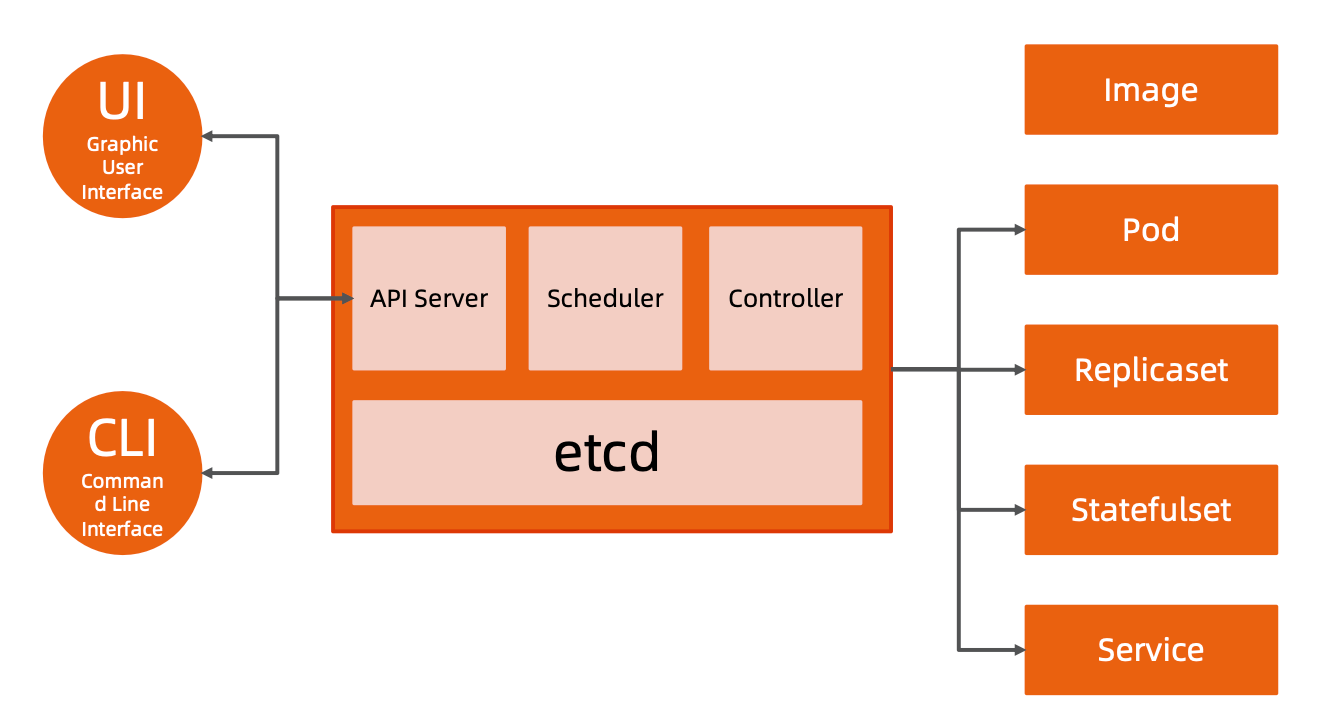 UI
Graphic
User
Interface
CLI
Comman
d Line
Interface
API Server
Scheduler
Controller
etcd
Image
Pod
Replicaset
Statefulset
Service